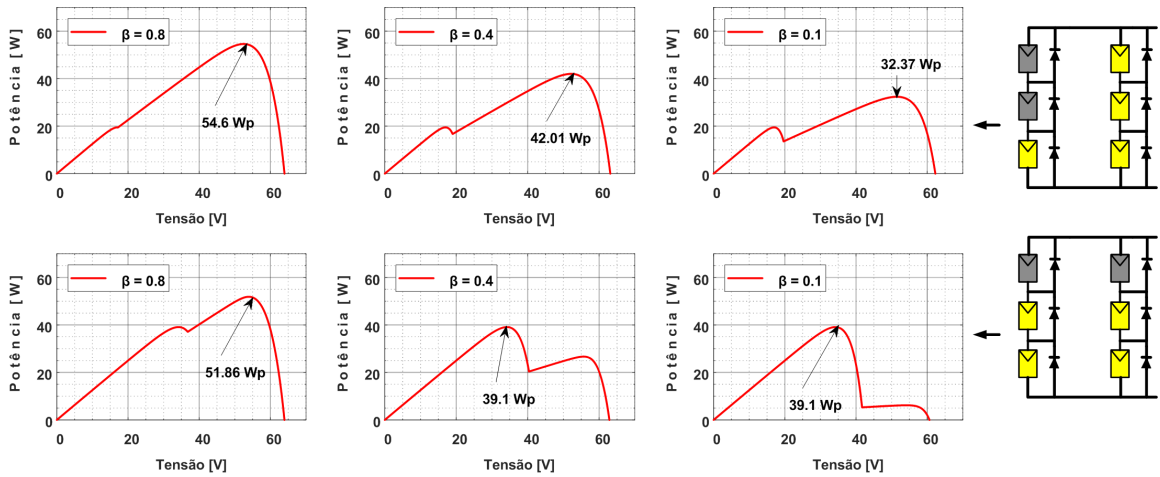 60
40
20
0
Potência [W]
β = 0.8
54.6 Wp
0
20
40
60
Tensão [V]
60
40
20
0
Potência [W]
β = 0.4
42.01 Wp
0
20
40
60
Tensão [V]
60
40
20
0
Potência [W]
β = 0.1
32.37 Wp
0
20
40
60
Tensão [V]
60
40
20
0
Potência [W]
β = 0.8
51.86 Wp
0
20
40
60
Tensão [V]
60
40
20
0
Potência [W]
β = 0.4
39.1 Wp
0
20
40
60
Tensão [V]
60
40
20
0
Potência [W]
β = 0.1
39.1 Wp
0
20
40
60
Tensão [V]